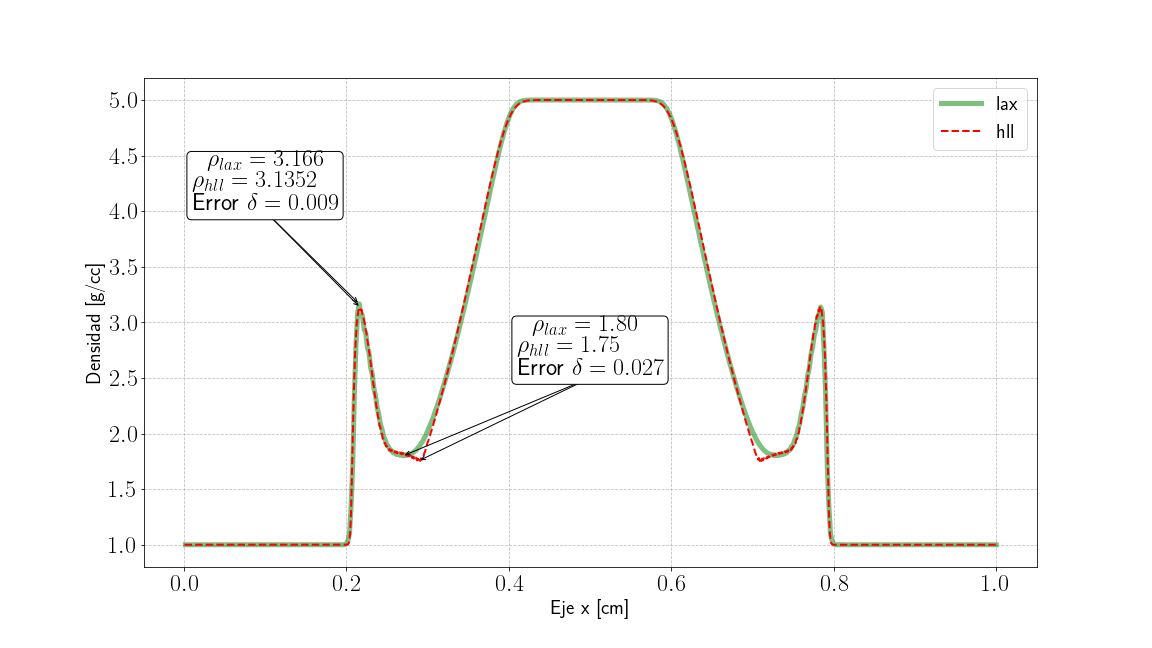 lax
hll
5.0
4.5
4.0
3.5
3.0
2.5
2.0
1.5
1.0
Densidad [g/cc]
ρ_lax = 3.166
ρ_hll = 3.1352
Error δ = 0.009
ρ_lax = 1.80
ρ_hll = 1.75
Error δ = 0.027
0.0 0.2 0.4 0.6 0.8 1.0
Eje x [cm]